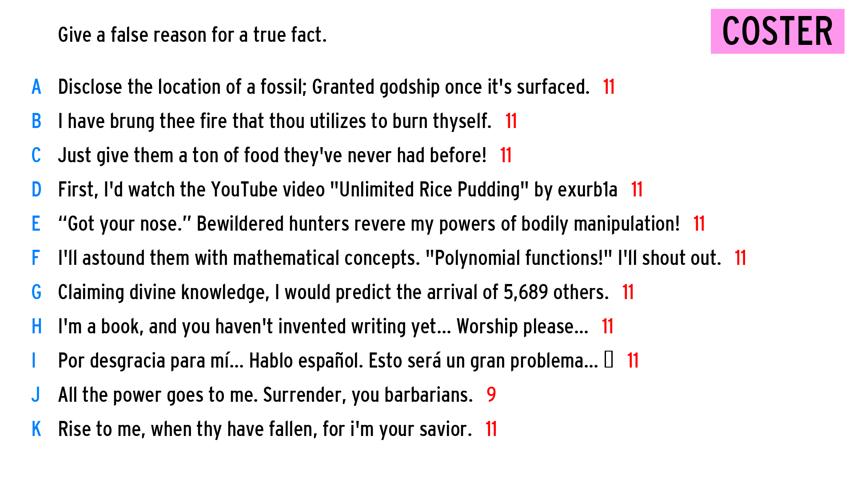 Give a false reason for a true fact.
COSTER
A Disclose the location of a fossil; Granted godship once it's surfaced. 11
B I have brung thee fire that thou utilizes to burn thyself. 11
C Just give them a ton of food they've never had before! 11
D First, I'd watch the YouTube video "Unlimited Rice Pudding" by exurb1a 11
E “Got your nose.” Bewildered hunters revere my powers of bodily manipulation! 11
F I'll astound them with mathematical concepts. "Polynomial functions!" I'll shout out. 11
G Claiming divine knowledge, I would predict the arrival of 5,689 others. 11
H I'm a book, and you haven't invented writing yet... Worship please... 11
I Por desgracia para mí... Hablo español. Esto será un gran problema... 11
J All the power goes to me. Surrender, you barbarians. 9
K Rise to me, when thy have fallen, for i'm your savior. 11